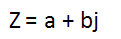 Z = a + bj